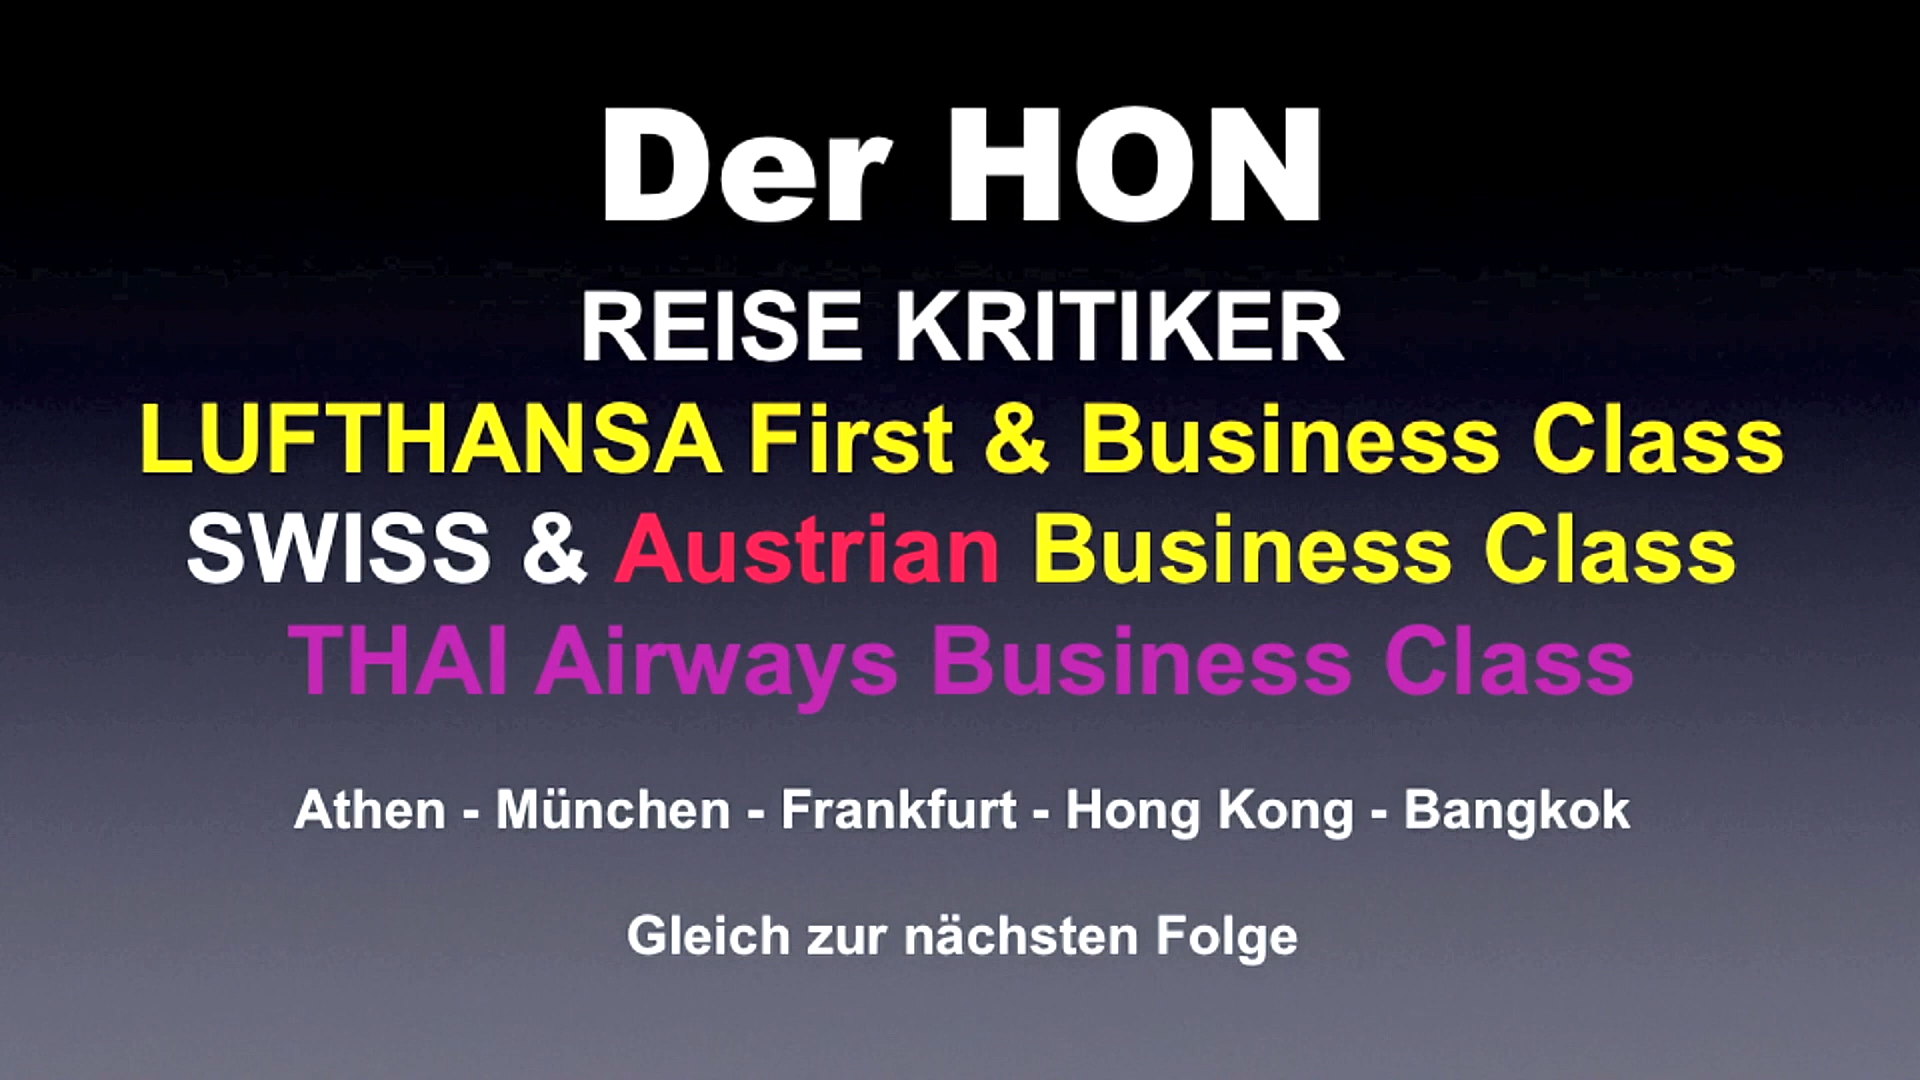 Der HON
REISE KRITIKER
LUFTHANSA First & Business Class
SWISS & Austrian Business Class
THAI Airways Business Class
Athen - München - Frankfurt - Hong Kong - Bangkok
Gleich zur nächsten Folge